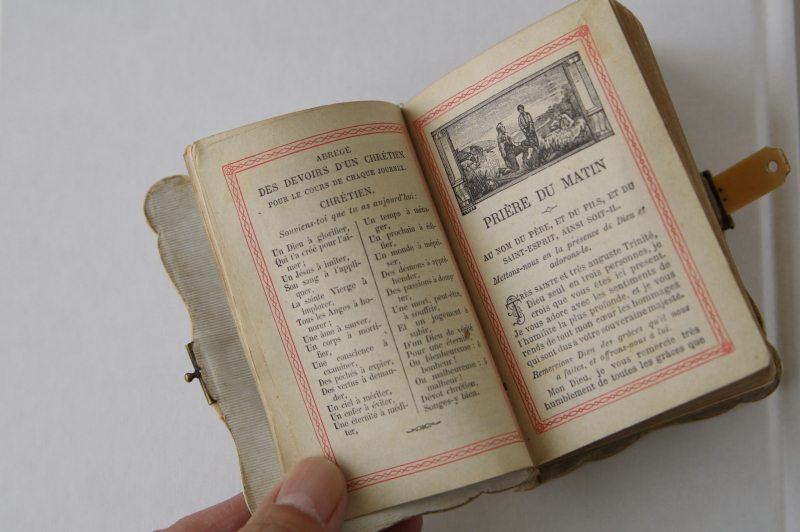 ABRÉGÉ
DES DEVOIRS D'UN CHRÉTIEN
POUR LE COURS DE CHAQUE JOURNÉE.
CHRÉTIEN,
Souviens-toi que tu as aujourd'hui:
Un Dieu à glorifier,
Qui t'a créé pour l'ai-
mer;
Un Jésus à imiter,
Son sang à t'appli-
quer,
La sainte Vierge à
implorer,
Tous les Anges à ho-
norer;
Une âme à sauver,
Un corps à morti-
fier,
Une conscience à
examiner,
Des péchés à expier,
Des vertus à deman-
der,
Un ciel à mériter,
Un enfer à éviter,
Une éternité à médi-
ter,
Un temps à ména-
ger,
Un prochain à édi-
fier,
Un monde à mépri-
ser,
Des démons à appré-
hender,
Des passions à domp-
ter,
Une mort, peut-être,
à souffrir,
Et un jugement à
subir,
D'un Dieu de vérité
Pour une éternité
Ou bienheureuse: ô
bonheur!
Ou malheureuse: ô
malheur!
Dévot chrétien,
Songes-y bien.
PRIÈRE DU MATIN
AU NOM DU PÈRE, ET DU FILS, ET DU
SAINT-ESPRIT, AINSI SOIT-IL.
Mettons-nous en la présence de Dieu et
adorons-le.
TRÈS SAINTE et très auguste Trinité,
Dieu seul en trois personnes, je
crois que vous êtes ici présent.
Je vous adore avec les sentiments de
l'humilité la plus profonde, et je vous
rends de tout mon cœur les hommages
qui sont dus à votre souveraine majesté.
Remercions Dieu des grâces qu'il nous
a faites, et offrons-nous à lui.
Mon Dieu, je vous remercie très
humblement de toutes les grâces que